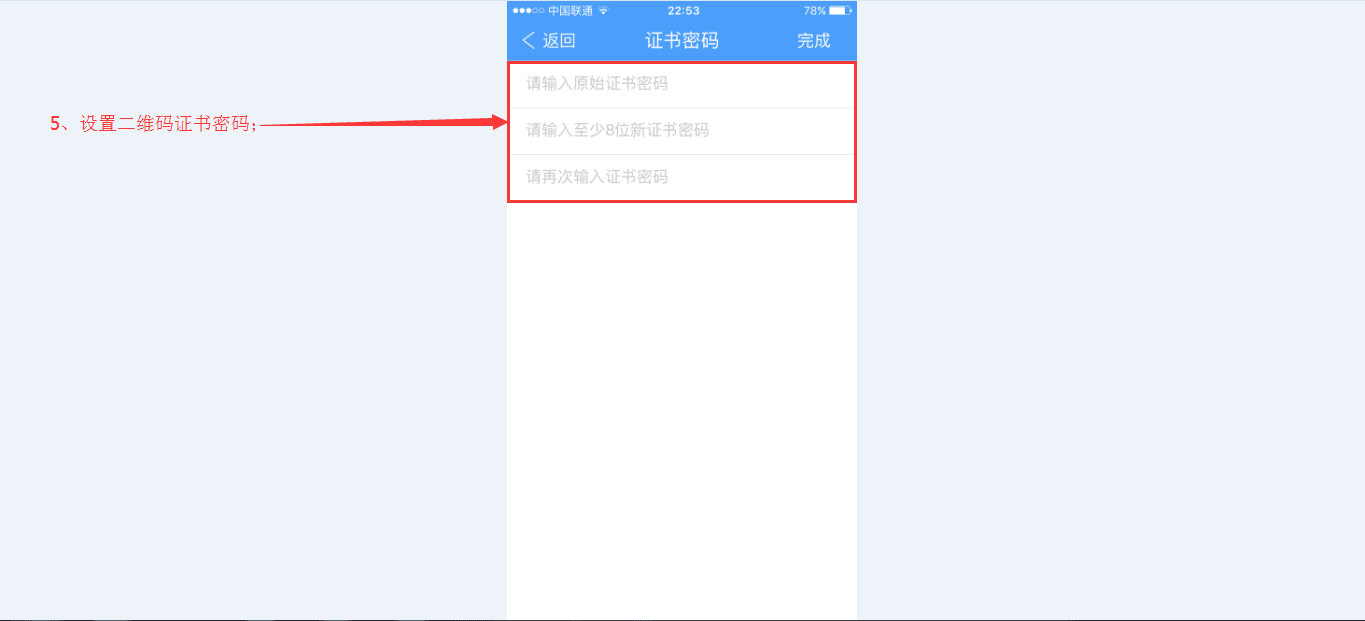 中国联通 22:53 78%
返回 证书密码 完成
请输入原始证书密码
5、设置二维码证书密码;
请输入至少8位新证书密码
请再次输入证书密码